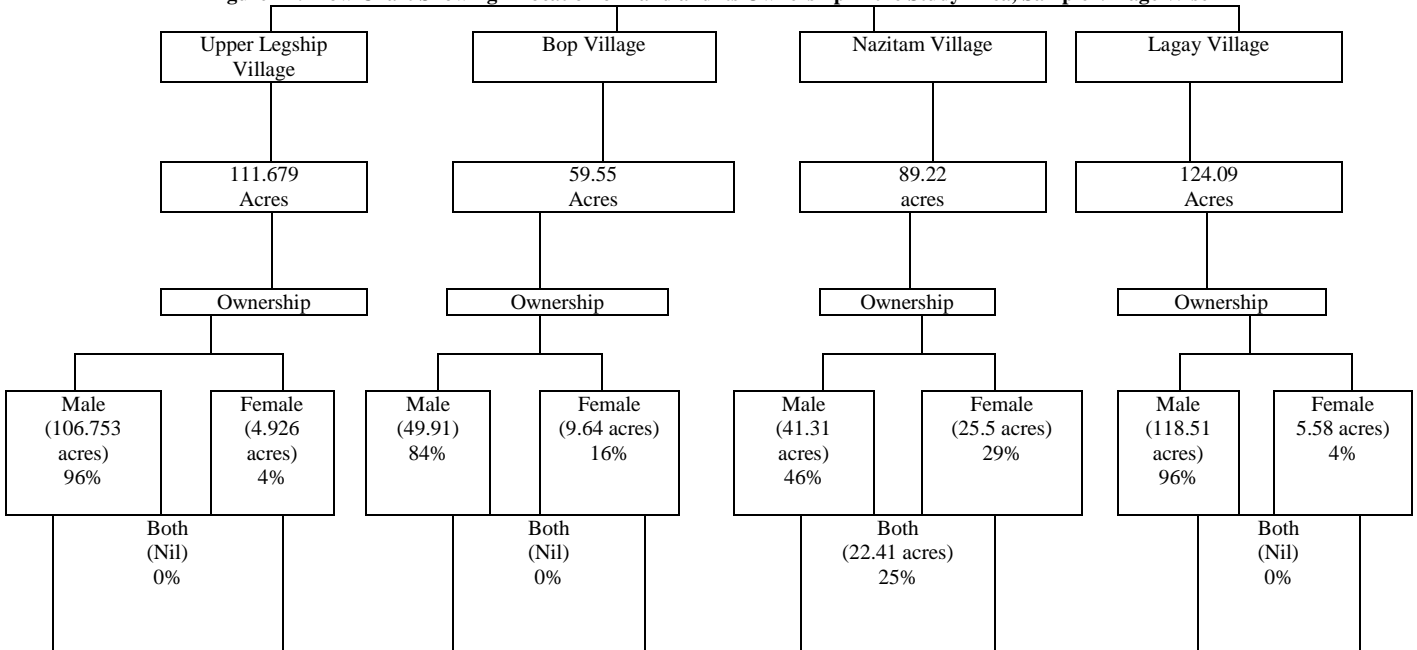 Upper Legship
Village
Bop Village
Nazitam Village
Lagay Village
111.679
Acres
59.55
Acres
89.22
acres
124.09
Acres
Ownership
Ownership
Ownership
Ownership
Male
(106.753
acres)
96%
Female
(4.926
acres)
4%
Male
(49.91)
84%
Female
(9.64 acres)
16%
Male
(41.31
acres)
46%
Female
(25.5 acres)
29%
Male
(118.51
acres)
96%
Female
5.58 acres)
4%
Both
(Nil)
0%
Both
(Nil)
0%
Both
(22.41 acres)
25%
Both
(Nil)
0%